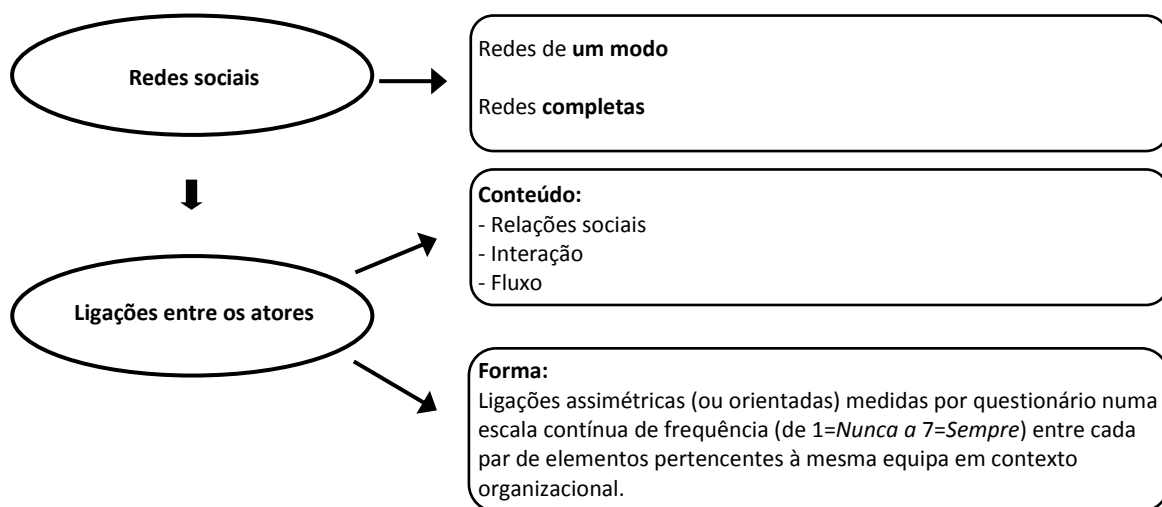 Redes sociais
Redes de um modo
Redes completas
Ligações entre os atores
Conteúdo:
- Relações sociais
- Interação
- Fluxo
Forma:
Ligações assimétricas (ou orientadas) medidas por questionário numa
escala contínua de frequência (de 1=Nunca a 7=Sempre) entre cada
par de elementos pertencentes à mesma equipa em contexto
organizacional.